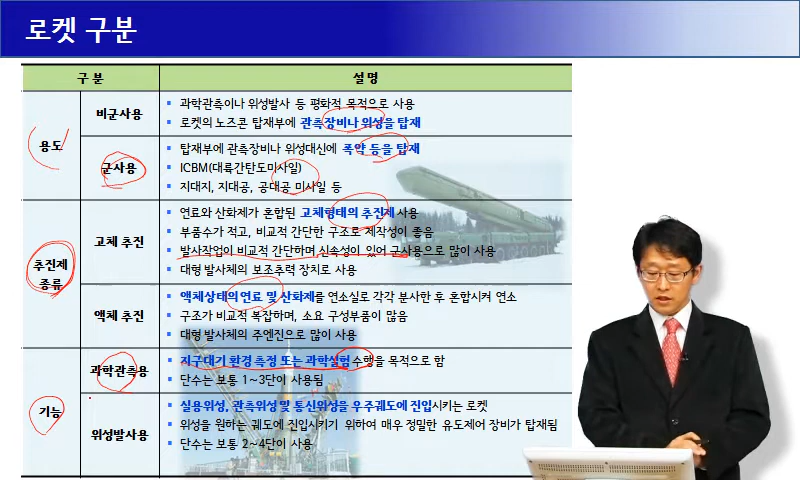 로켓 구분
구 분 설 명
용도
비군사용
과학관측이나 위성발사 등 평화적 목적으로 사용
로켓의 노즈콘 탑재부에 관측장비나 위성을 탑재
군사용
탑재부에 관측장비나 위성대신에 폭약 등을 탑재
ICBM(대륙간탄도미사일)
지대지, 지대공, 공대공 미사일 등
추진제
종류
고체 추진
연료와 산화제가 혼합된 고체형태의 추진제 사용
부품수가 적고, 비교적 간단한 구조로 제작성이 좋음
발사작업이 비교적 간단하며 신속성이 있어 군사용으로 많이 사용
대형 발사체의 보조추력 장치로 사용
액체 추진
액체상태의 연료 및 산화제를 연소실로 각각 분사한 후 혼합시켜 연소
구조가 비교적 복잡하며, 소요 구성부품이 많음
대형 발사체의 주엔진으로 많이 사용
기능
과학관측용
지구대기 환경 측정 또는 과학실험 수행을 목적으로 함
단수는 보통 1~3단이 사용됨
위성발사용
실용위성, 관측위성 및 통신위성을 우주궤도에 진입시키는 로켓
위성을 원하는 궤도에 진입시키기 위하여 매우 정밀한 유도제어 장비가 탑재됨
단수는 보통 2~4단이 사용